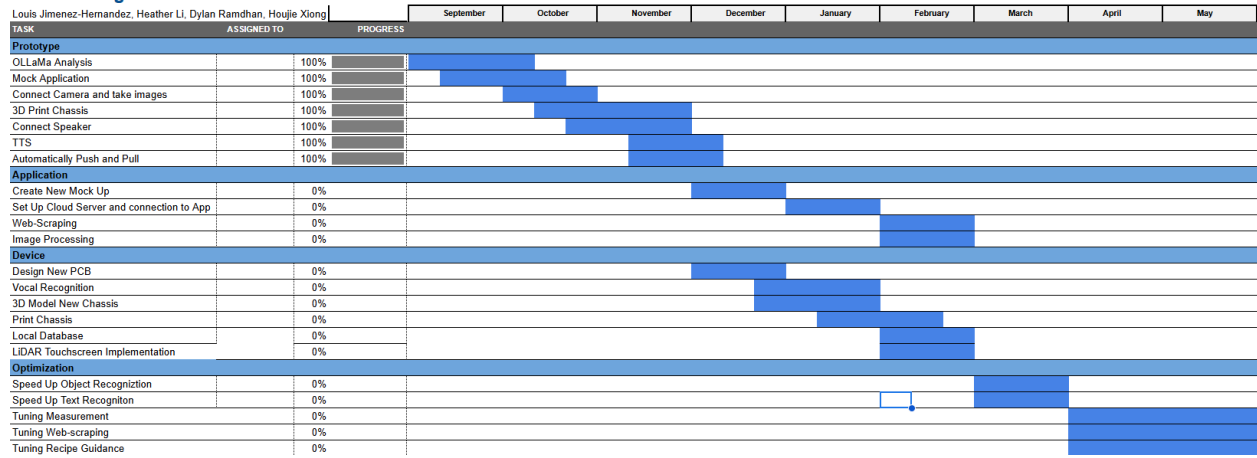 Louis Jimenez-Hernandez, Heather Li, Dylan Ramdhan, Houjie Xiong September October November December January February March April May
TASK ASSIGNED TO PROGRESS
Prototype
OLLaMa Analysis 100%
Mock Application 100%
Connect Camera and take images 100%
3D Print Chassis 100%
Connect Speaker 100%
TTS 100%
Automatically Push and Pull 100%
Application
Create New Mock Up 0%
Set Up Cloud Server and connection to App 0%
Web-Scraping 0%
Image Processing 0%
Device
Design New PCB 0%
Vocal Recognition 0%
3D Model New Chassis 0%
Print Chassis 0%
Local Database 0%
LiDAR Touchscreen Implementation 0%
Optimization
Speed Up Object Recogniztion 0%
Speed Up Text Recogniton 0%
Tuning Measurement 0%
Tuning Web-scraping 0%
Tuning Recipe Guidance 0%